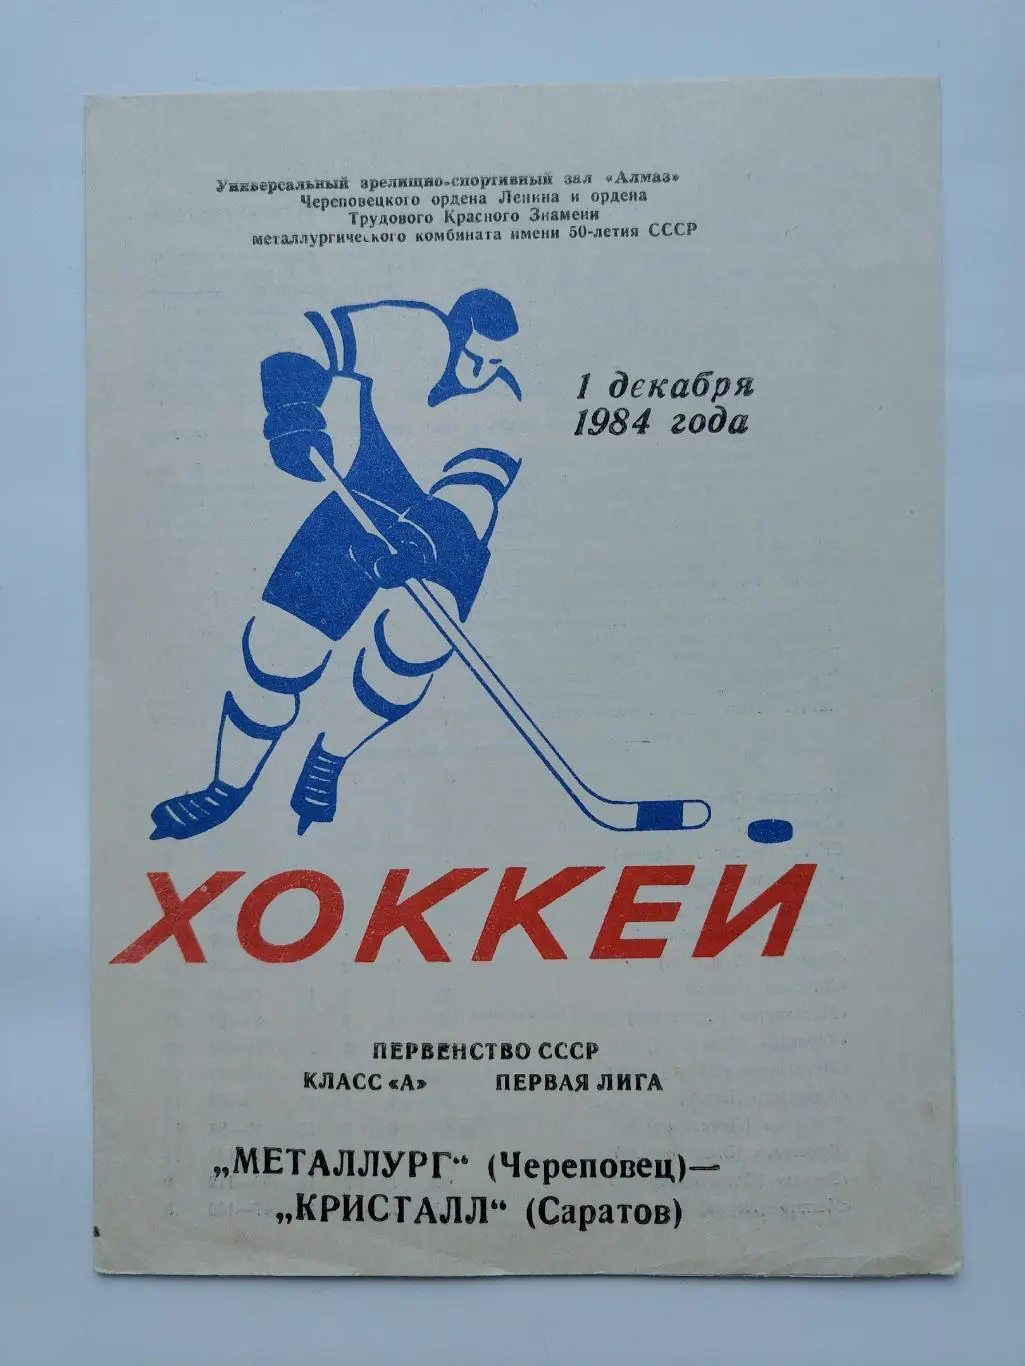 Универсальный зрелищно-спортивный зал «Алмаз»
Череповецкого ордена Ленина и ордена
Трудового Красного Знамени
металлургического комбината имени 50-летия СССР
1 декабря
1984 года
ХОККЕЙ
ПЕРВЕНСТВО СССР
КЛАСС «А» ПЕРВАЯ ЛИГА
„МЕТАЛЛУРГ“ (Череповец)—
„КРИСТАЛЛ“ (Саратов)